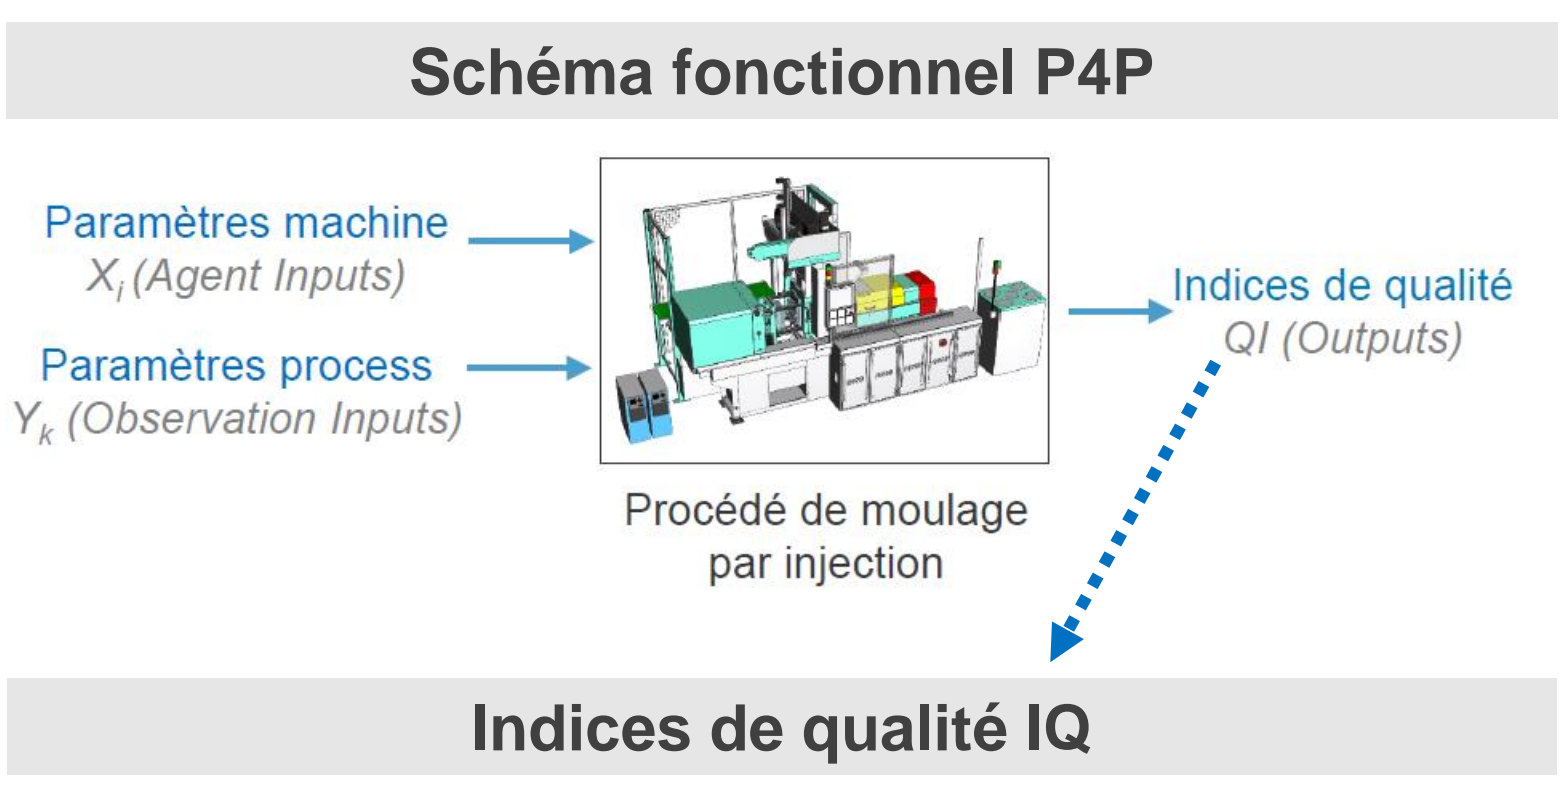 Schéma fonctionnel P4P
Paramètres machine
Xi (Agent Inputs)
Paramètres process
Yk (Observation Inputs)
Indices de qualité
QI (Outputs)
Procédé de moulage
par injection
Indices de qualité IQ